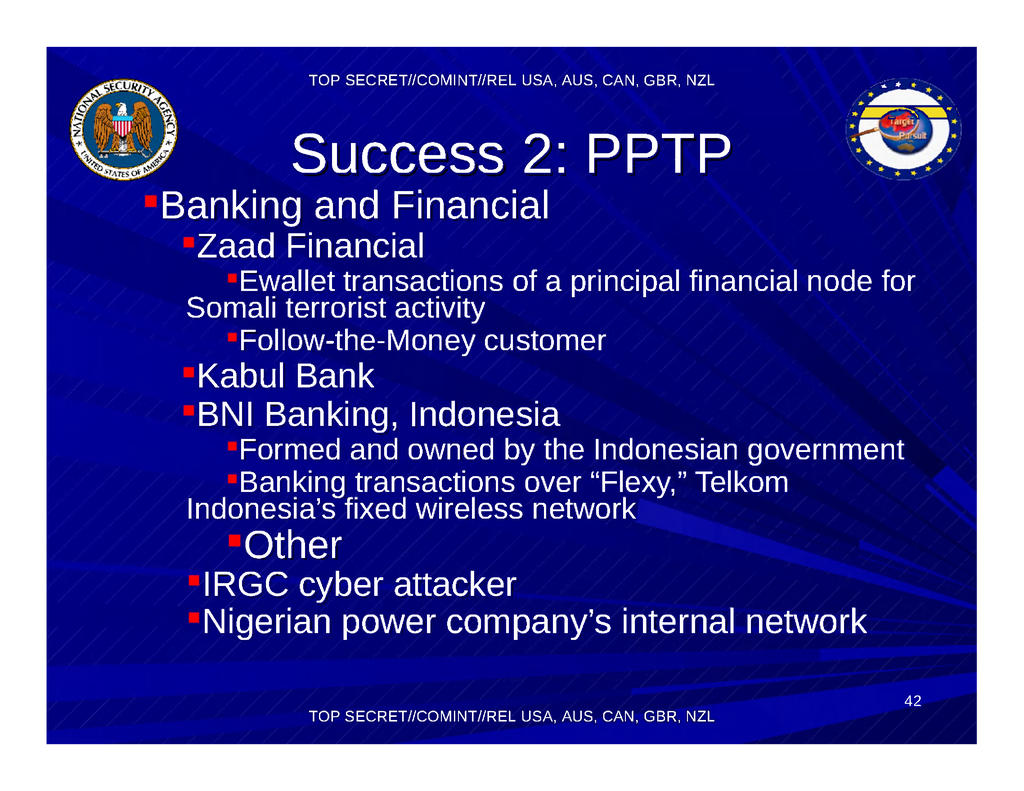 TOP SECRET//COMINT//REL USA, AUS, CAN, GBR, NZL
NATIONAL SECURITY AGENCY
UNITED STATES OF AMERICA
Target
Pursuit
Success 2: PPTP
Banking and Financial
Zaad Financial
Ewallet transactions of a principal financial node for
Somali terrorist activity
Follow-the-Money customer
Kabul Bank
BNI Banking, Indonesia
Formed and owned by the Indonesian government
Banking transactions over “Flexy,” Telkom
Indonesia’s fixed wireless network
Other
IRGC cyber attacker
Nigerian power company’s internal network
42
TOP SECRET//COMINT//REL USA, AUS, CAN, GBR, NZL